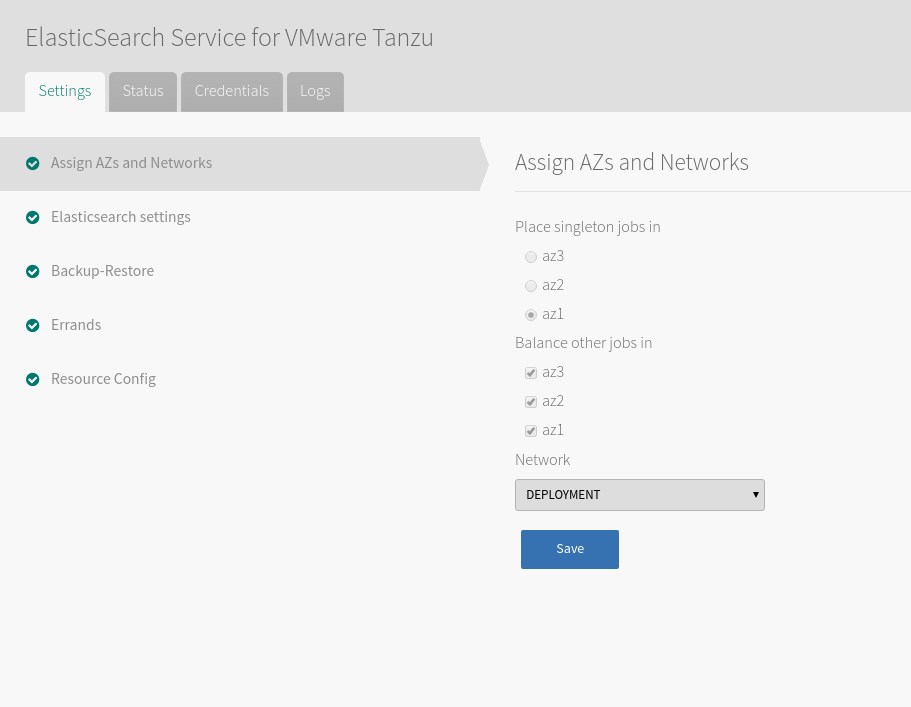 ElasticSearch Service for VMware Tanzu
Settings
Status
Credentials
Logs
Assign AZs and Networks
Elasticsearch settings
Backup-Restore
Errands
Resource Config
Assign AZs and Networks
Place singleton jobs in
az3
az2
az1
Balance other jobs in
az3
az2
az1
Network
DEPLOYMENT
Save